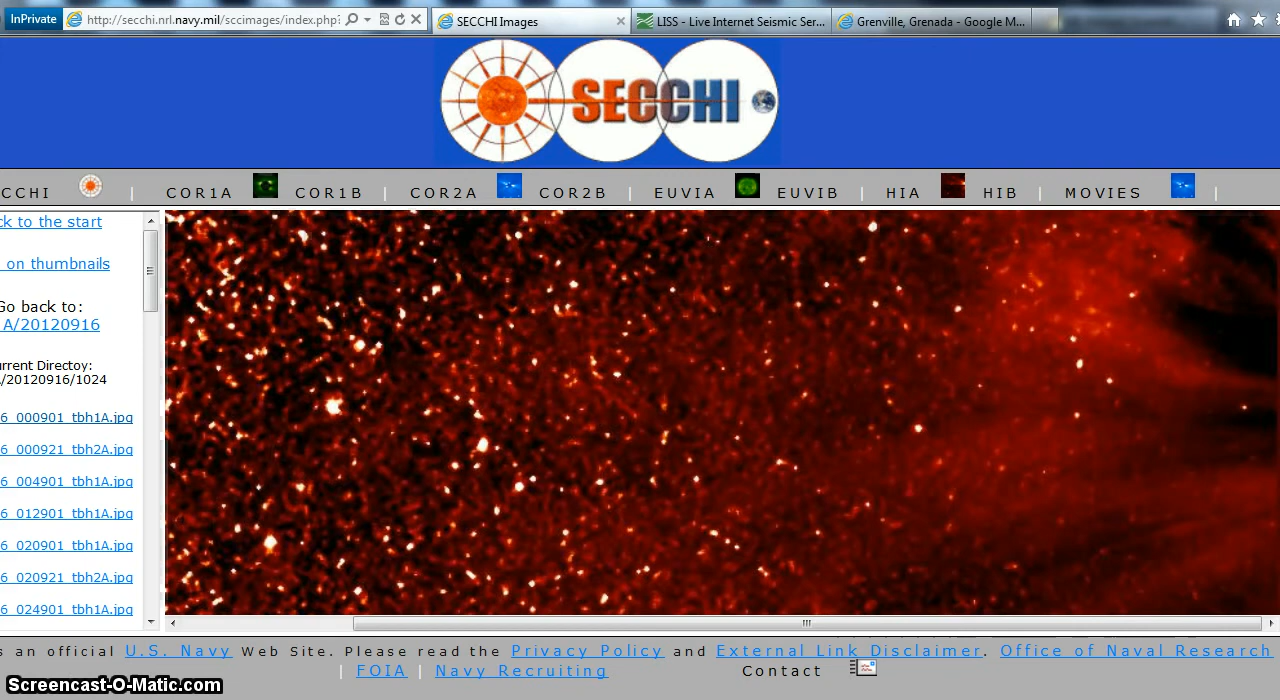 InPrivate http://secchi.nrl.navy.mil/sccimages/index.php? SECCHI Images LISS - Live Internet Seismic Ser... Grenville, Grenada - Google M...
SECCHI
CCHI | COR1A COR1B | COR2A COR2B | EUVIA EUVIB | HIA HIB | MOVIES |
ck to the start
on thumbnails
Go back to:
A/20120916
urrent Directoy:
/20120916/1024
6_000901_tbh1A.jpg
6_000921_tbh2A.jpg
6_004901_tbh1A.jpg
6_012901_tbh1A.jpg
6_020901_tbh1A.jpg
6_020921_tbh2A.jpg
6_024901_tbh1A.jpg
s an official U.S. Navy Web Site. Please read the Privacy Policy and External Link Disclaimer. Office of Naval Research
| FOIA | Navy Recruiting Contact
Screencast-O-Matic.com